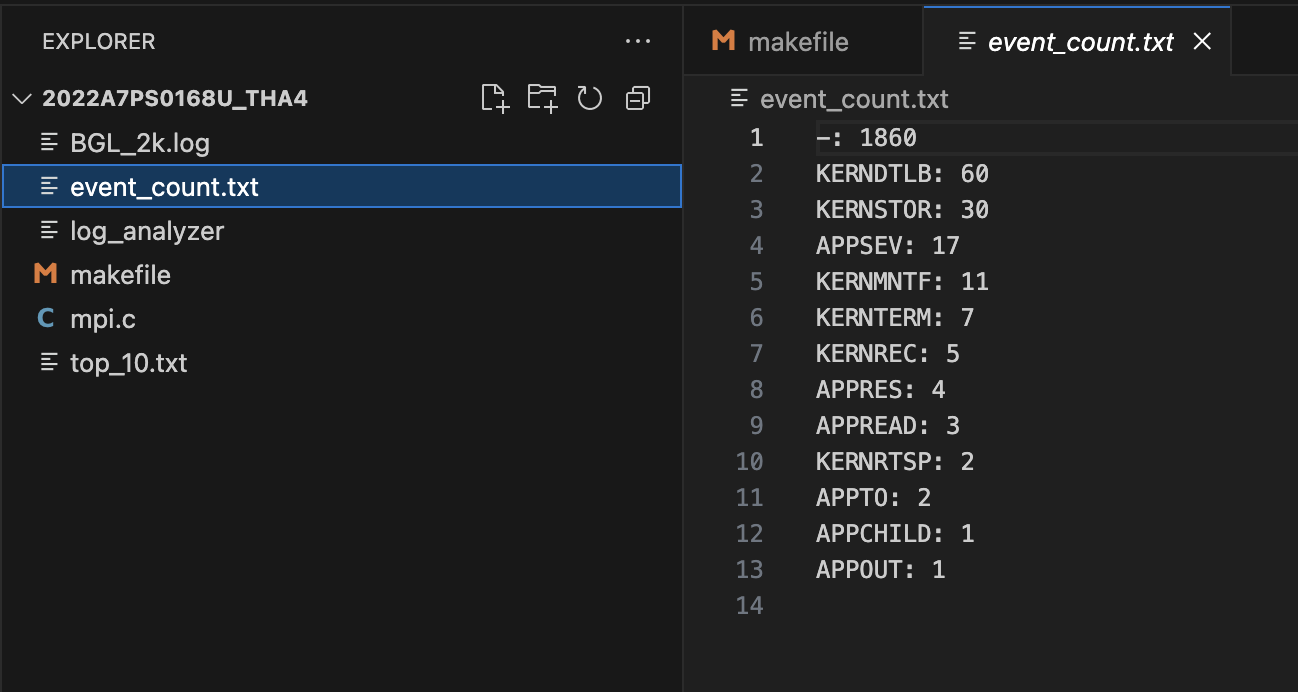 EXPLORER
2022A7PS0168U_THA4
BGL_2k.log
event_count.txt
log_analyzer
M makefile
C mpi.c
top_10.txt
M makefile
event_count.txt
event_count.txt
1 -: 1860
2 KERNDTLB: 60
3 KERNSTOR: 30
4 APPSEV: 17
5 KERNMNTF: 11
6 KERNTERM: 7
7 KERNREC: 5
8 APPRES: 4
9 APPREAD: 3
10 KERNRTSP: 2
11 APPTO: 2
12 APPCHILD: 1
13 APPOUT: 1
14